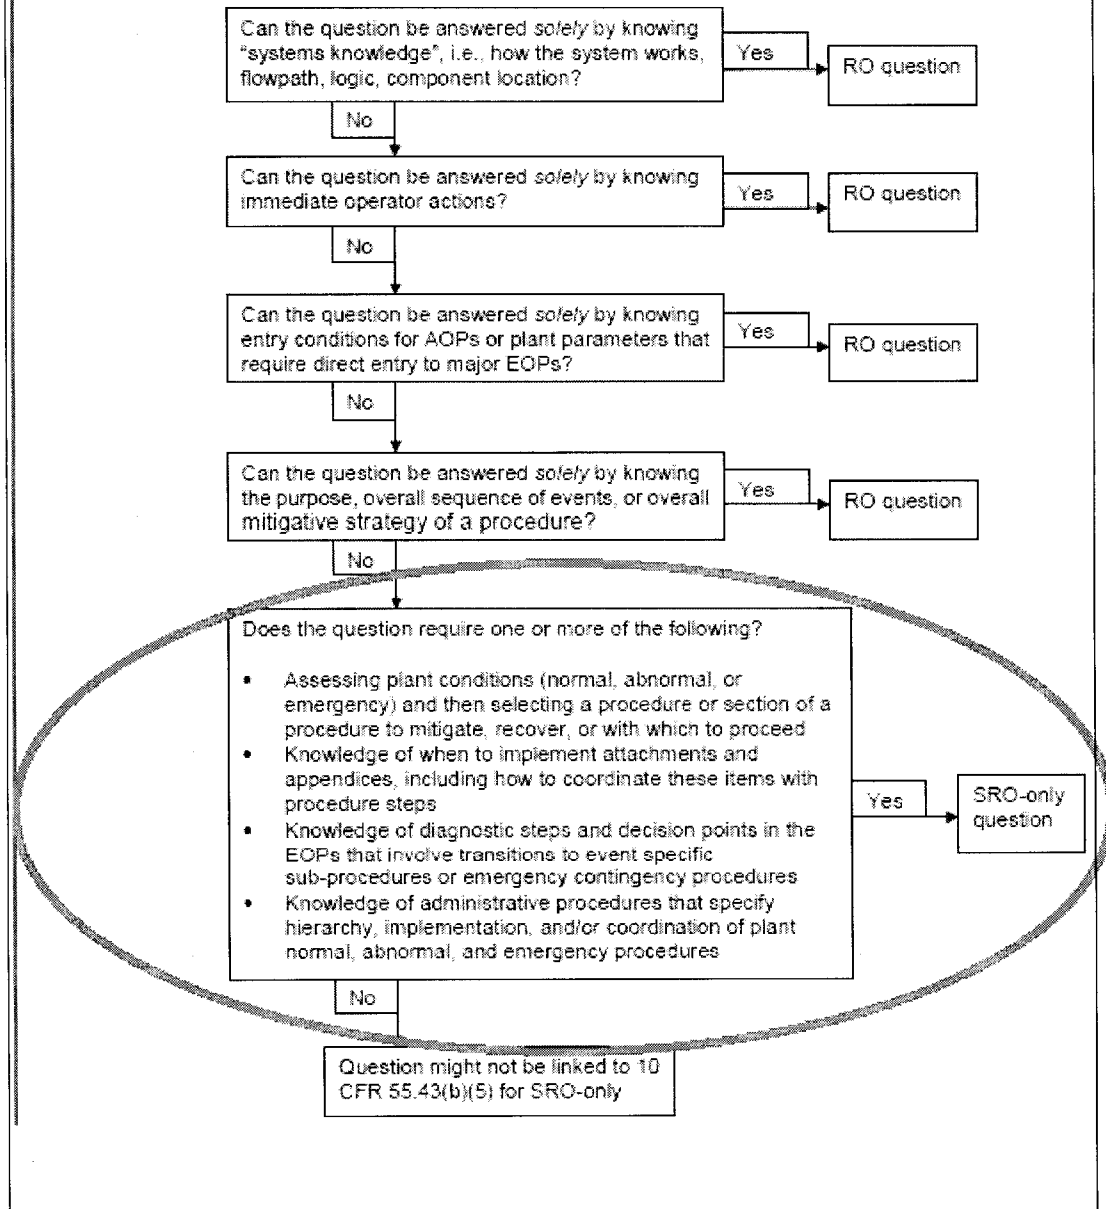 Can the question be answered solely by knowing
"systems knowledge", i.e., how the system works,
flowpath, logic, component location?
Yes
RO question
No
Can the question be answered solely by knowing
immediate operator actions?
Yes
RO question
No
Can the question be answered solely by knowing
entry conditions for AOPs or plant parameters that
require direct entry to major EOPs?
Yes
RO question
No
Can the question be answered solely by knowing
the purpose, overall sequence of events, or overall
mitigative strategy of a procedure?
Yes
RO question
No
Does the question require one or more of the following?
• Assessing plant conditions (normal, abnormal, or
emergency) and then selecting a procedure or section of a
procedure to mitigate, recover, or with which to proceed
• Knowledge of when to implement attachments and
appendices, including how to coordinate these items with
procedure steps
• Knowledge of diagnostic steps and decision points in the
EOPs that involve transitions to event specific
sub-procedures or emergency contingency procedures
• Knowledge of administrative procedures that specify
hierarchy, implementation, and/or coordination of plant
normal, abnormal, and emergency procedures
Yes
SRO-only
question
No
Question might not be linked to 10
CFR 55.43(b)(5) for SRO-only